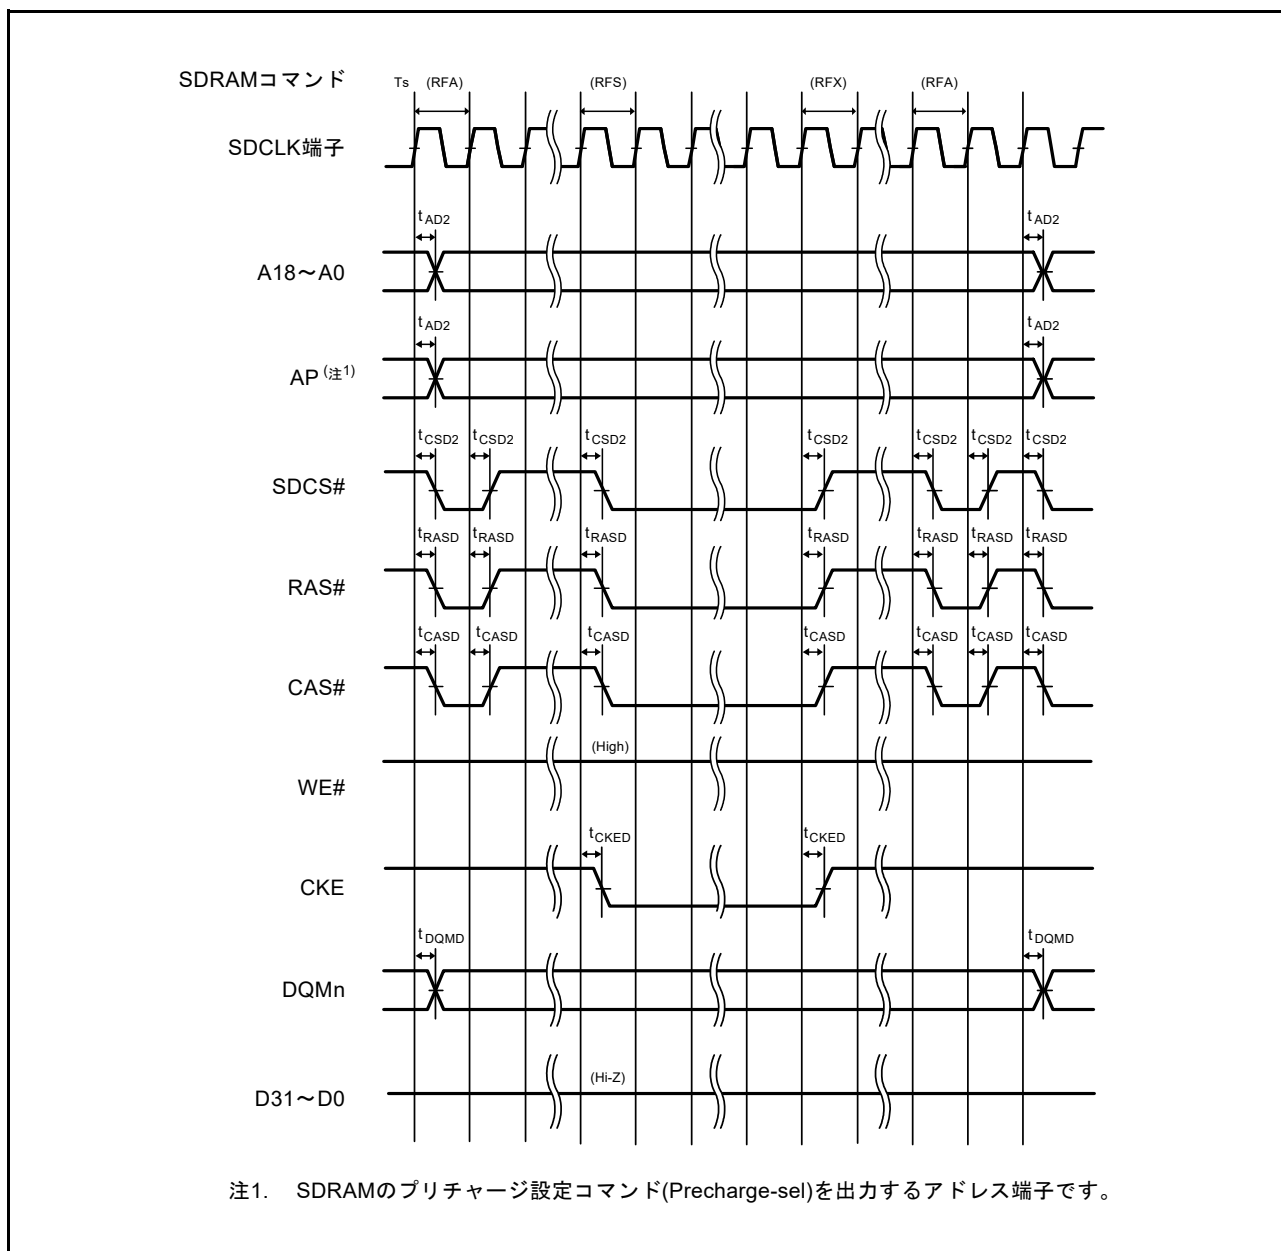 SDRAMコマンド Ts (RFA) (RFS) (RFX) (RFA)
SDCLK端子
tAD2 tAD2
A18～A0
tAD2 tAD2
AP(注1)
tCSD2 tCSD2 tCSD2 tCSD2 tCSD2 tCSD2 tCSD2
SDCS#
tRASD tRASD tRASD tRASD tRASD tRASD tRASD
RAS#
tCASD tCASD tCASD tCASD tCASD tCASD tCASD
CAS#
(High)
WE#
tCKED tCKED
CKE
tDQMD tDQMD
DQMn
(Hi-Z)
D31～D0
注1. SDRAMのプリチャージ設定コマンド(Precharge-sel)を出力するアドレス端子です。